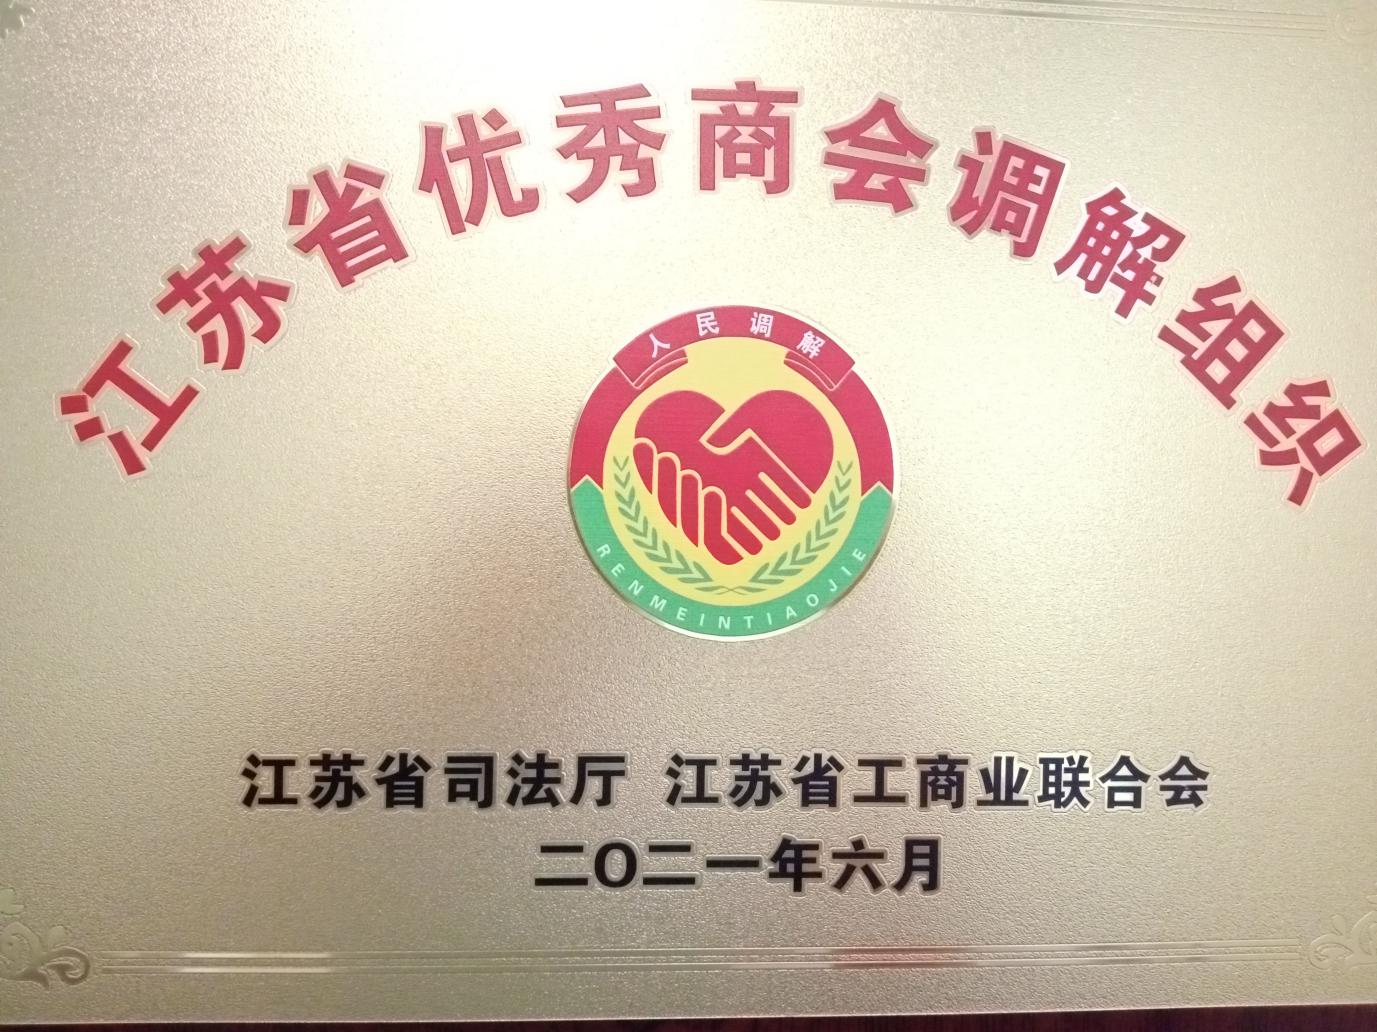 江苏省优秀商会调解组织
人民调解
RENMEINTIAOJIE
江苏省司法厅 江苏省工商业联合会
二O二一年六月